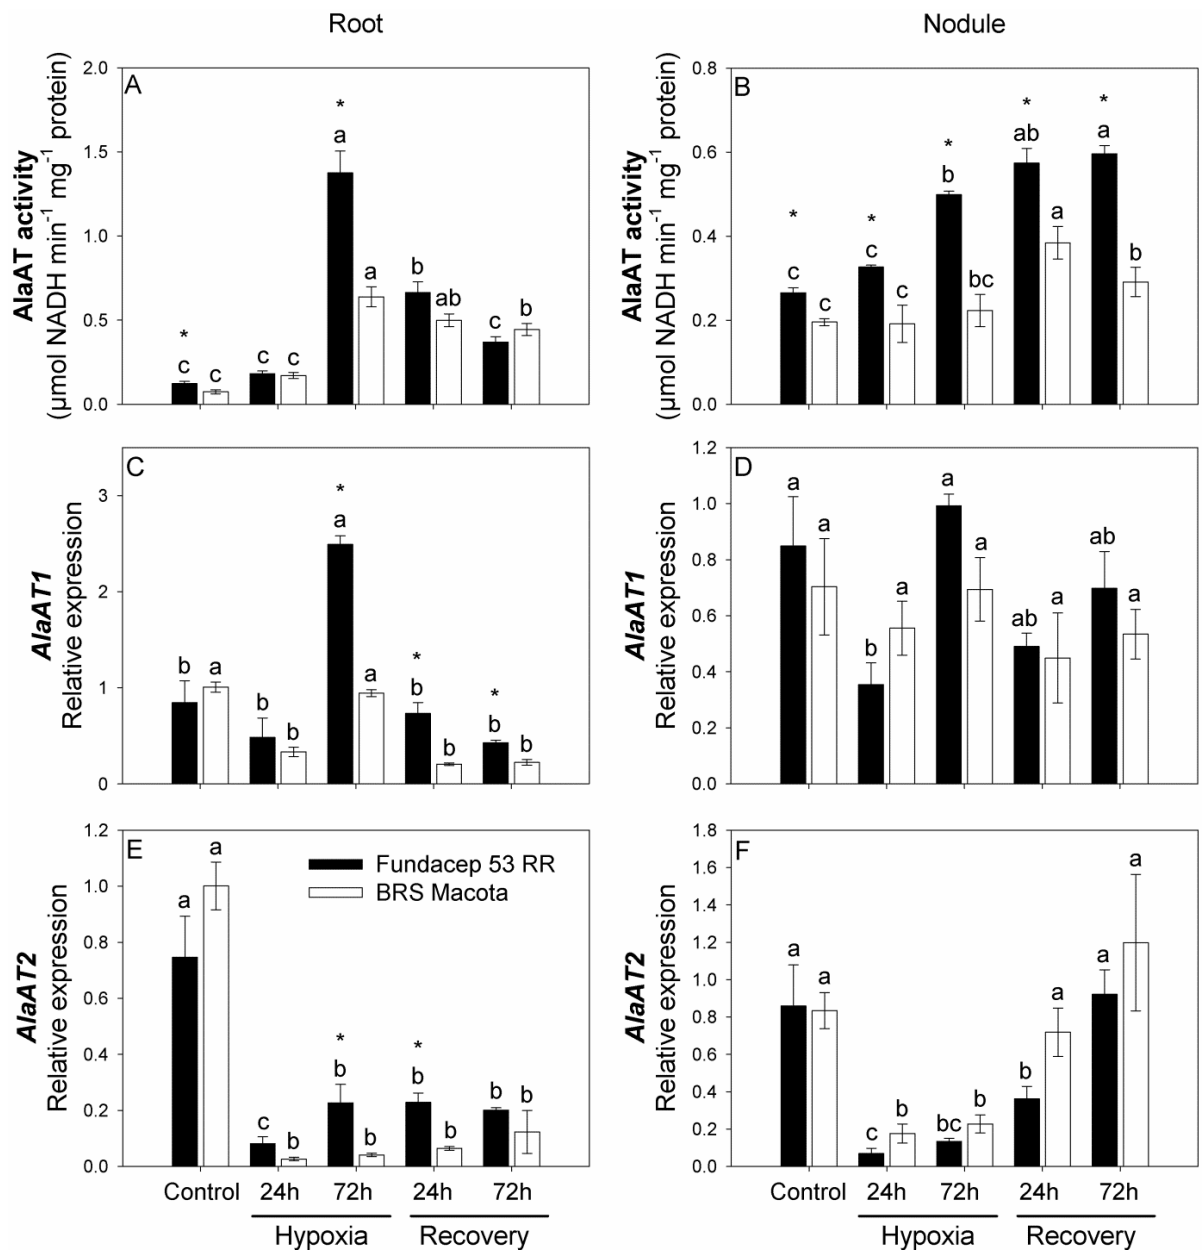 Root
Nodule
A
AlaAT activity
(µmol NADH min⁻¹ mg⁻¹ protein)
2.0
1.5
1.0
0.5
0.0
*
c
c
c
c
*
a
a
b
ab
c
b
B
AlaAT activity
(µmol NADH min⁻¹ mg⁻¹ protein)
0.8
0.6
0.4
0.2
0.0
*
c
c
*
c
c
*
b
bc
*
ab
a
*
a
b
C
AlaAT1
Relative expression
3
2
1
0
b
a
b
b
*
a
a
*
b
b
*
b
b
D
AlaAT1
Relative expression
1.2
1.0
0.8
0.6
0.4
0.2
0.0
a
a
b
a
a
a
ab
a
ab
a
E
AlaAT2
Relative expression
1.2
1.0
0.8
0.6
0.4
0.2
0.0
Fundacep 53 RR
BRS Macota
a
a
c
b
*
b
b
*
b
b
b
b
Control
24h
72h
24h
72h
Hypoxia
Recovery
F
AlaAT2
Relative expression
1.8
1.6
1.4
1.2
1.0
0.8
0.6
0.4
0.2
0.0
a
a
c
b
bc
b
b
a
a
a
Control
24h
72h
24h
72h
Hypoxia
Recovery